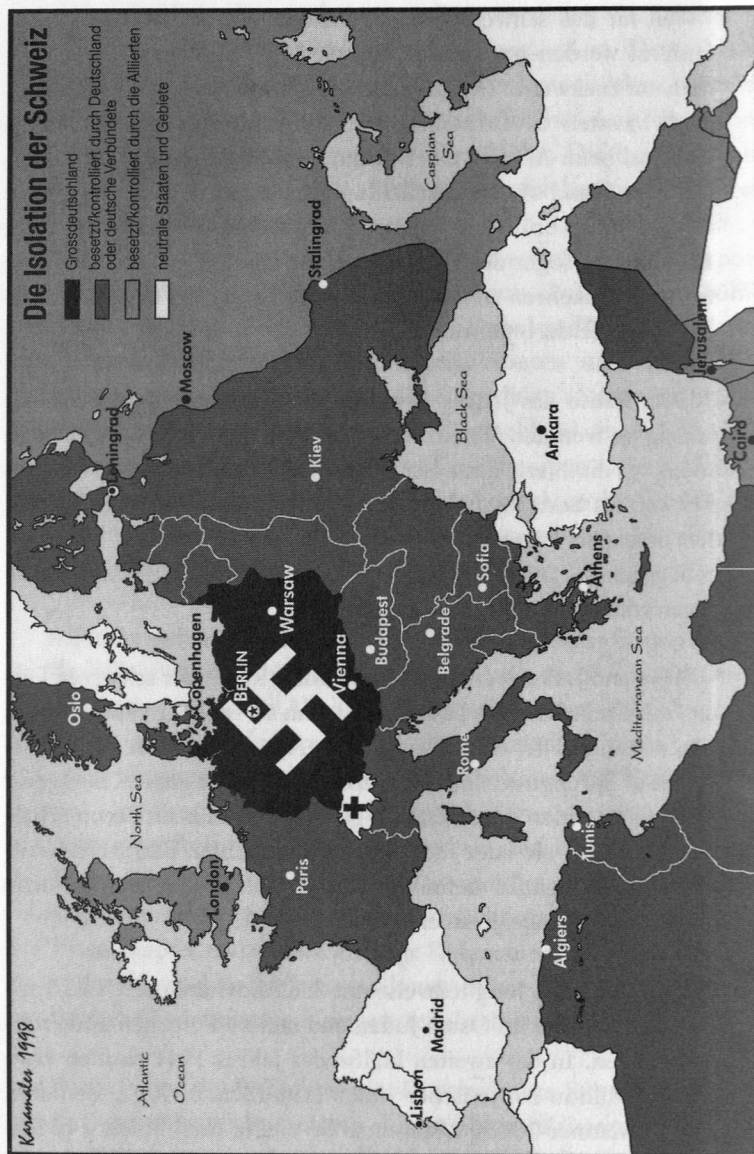 Die Isolation der Schweiz
Grossdeutschland
besetzt/kontrolliert durch Deutschland
oder deutsche Verbündete
besetzt/kontrolliert durch die Alliierten
neutrale Staaten und Gebiete
1998
Atlantic
Ocean
North Sea
Oslo
Leningrad
Moscow
Copenhagen
London
BERLIN
Warsaw
Kiev
Stalingrad
Paris
Vienna
Budapest
Caspian
Sea
Belgrade
Black Sea
Sofia
Rome
Madrid
Lisbon
Ankara
Athens
Algiers
Tunis
Mediterranean Sea
Jerusalem
Cairo